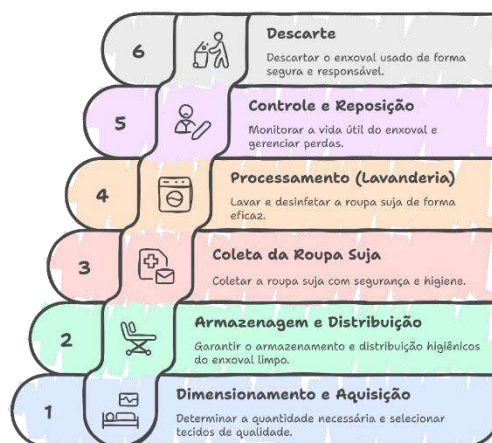 6
Descarte
Descartar o enxoval usado de forma
segura e responsável.
5
Controle e Reposição
Monitorar a vida útil do enxoval e
gerenciar perdas.
4
Processamento (Lavanderia)
Lavar e desinfetar a roupa suja de forma
eficaz.
3
Coleta da Roupa Suja
Coletar a roupa suja com segurança e higiene.
2
Armazenagem e Distribuição
Garantir o armazenamento e distribuição higiênicos
do enxoval limpo.
1
Dimensionamento e Aquisição
Determinar a quantidade necessária e selecionar
tecidos de qualidade.